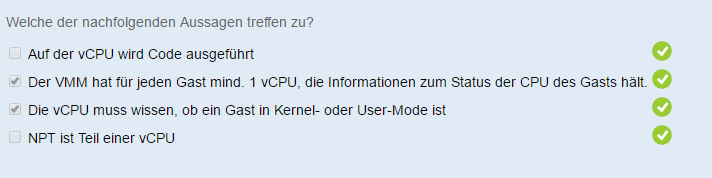 Welche der nachfolgenden Aussagen treffen zu?
Auf der vCPU wird Code ausgeführt
Der VMM hat für jeden Gast mind. 1 vCPU, die Informationen zum Status der CPU des Gasts hält.
Die vCPU muss wissen, ob ein Gast in Kernel- oder User-Mode ist
NPT ist Teil einer vCPU